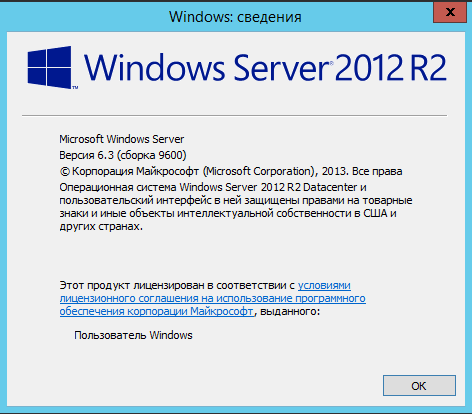 Windows: сведения
x
Windows Server® 2012 R2
Microsoft Windows Server
Версия 6.3 (сборка 9600)
© Корпорация Майкрософт (Microsoft Corporation), 2013. Все права
Операционная система Windows Server 2012 R2 Datacenter и
пользовательский интерфейс в ней защищены правами на товарные
знаки и иные объекты интеллектуальной собственности в США и
других странах.
Этот продукт лицензирован в соответствии с условиями
лицензионного соглашения на использование программного
обеспечения корпорации Майкрософт, выданного:
Пользователь Windows
ОК